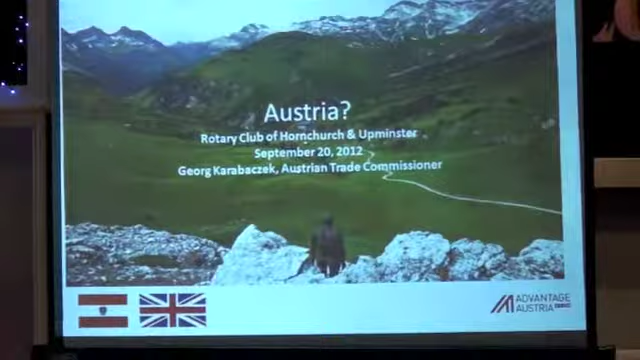 Austria?
Rotary Club of Hornchurch & Upminster
September 20, 2012
Georg Karabaczek, Austrian Trade Commissioner
ADVANTAGE
AUSTRIA